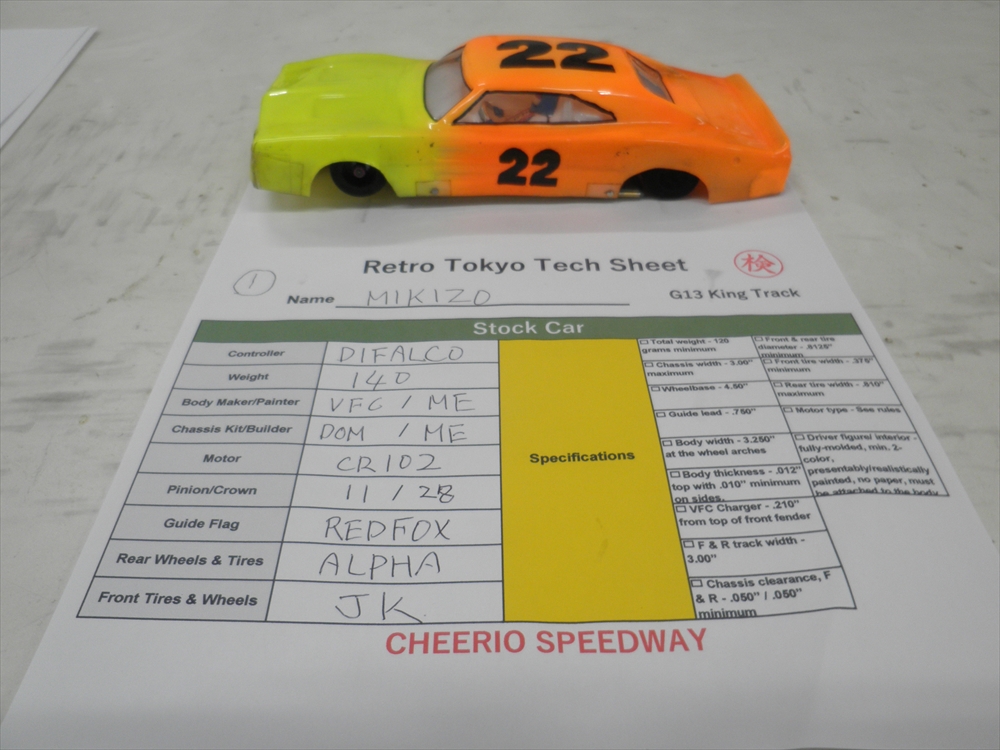 22
22
Retro Tokyo Tech Sheet
検
1
Name MIKIZO
G13 King Track
Stock Car
Controller DIFALCO
Weight 140
Body Maker/Painter VFC / ME
Chassis Kit/Builder DOM / ME
Motor CR102
Pinion/Crown 11 / 28
Guide Flag REDFOX
Rear Wheels & Tires ALPHA
Front Tires & Wheels JK
Specifications
Total weight - 120
grams minimum
Chassis width - 3.00"
maximum
Wheelbase - 4.50"
Guide lead - .750"
Body width - 3.250"
at the wheel arches
Body thickness - .012"
top with .010" minimum
on sides.
VFC Charger - .210"
from top of front fender
F & R track width -
3.00"
Chassis clearance, F
& R - .050" / .050"
minimum
Front & rear tire
diameter - .8125"
minimum
Front tire width - .375"
minimum
Rear tire width - .810"
maximum
Motor type - See rules
Driver figure/ interior -
fully-molded, min. 2-
color,
presentably/realistically
painted, no paper, must
be attached to the body
CHEERIO SPEEDWAY